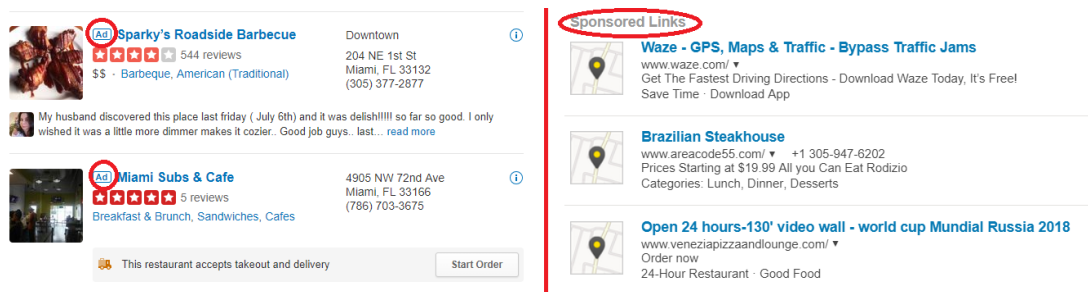 Ad Sparky's Roadside Barbecue
544 reviews
$$ · Barbeque, American (Traditional)
Downtown
204 NE 1st St
Miami, FL 33132
(305) 377-2877
My husband discovered this place last friday ( July 6th) and it was delish!!!!! so far so good. I only
wished it was a little more dimmer makes it cozier.. Good job guys.. last... read more
Ad Miami Subs & Cafe
5 reviews
Breakfast & Brunch, Sandwiches, Cafes
4905 NW 72nd Ave
Miami, FL 33166
(786) 703-3675
This restaurant accepts takeout and delivery
Start Order
Sponsored Links
Waze - GPS, Maps & Traffic - Bypass Traffic Jams
www.waze.com/ ▼
Get The Fastest Driving Directions - Download Waze Today, It's Free!
Save Time · Download App
Brazilian Steakhouse
www.areacode55.com/ ▼ +1 305-947-6202
Prices Starting at $19.99 All you Can Eat Rodizio
Categories: Lunch, Dinner, Desserts
Open 24 hours-130' video wall - world cup Mundial Russia 2018
www.veneziapizzaandlounge.com/ ▼
Order now
24-Hour Restaurant · Good Food